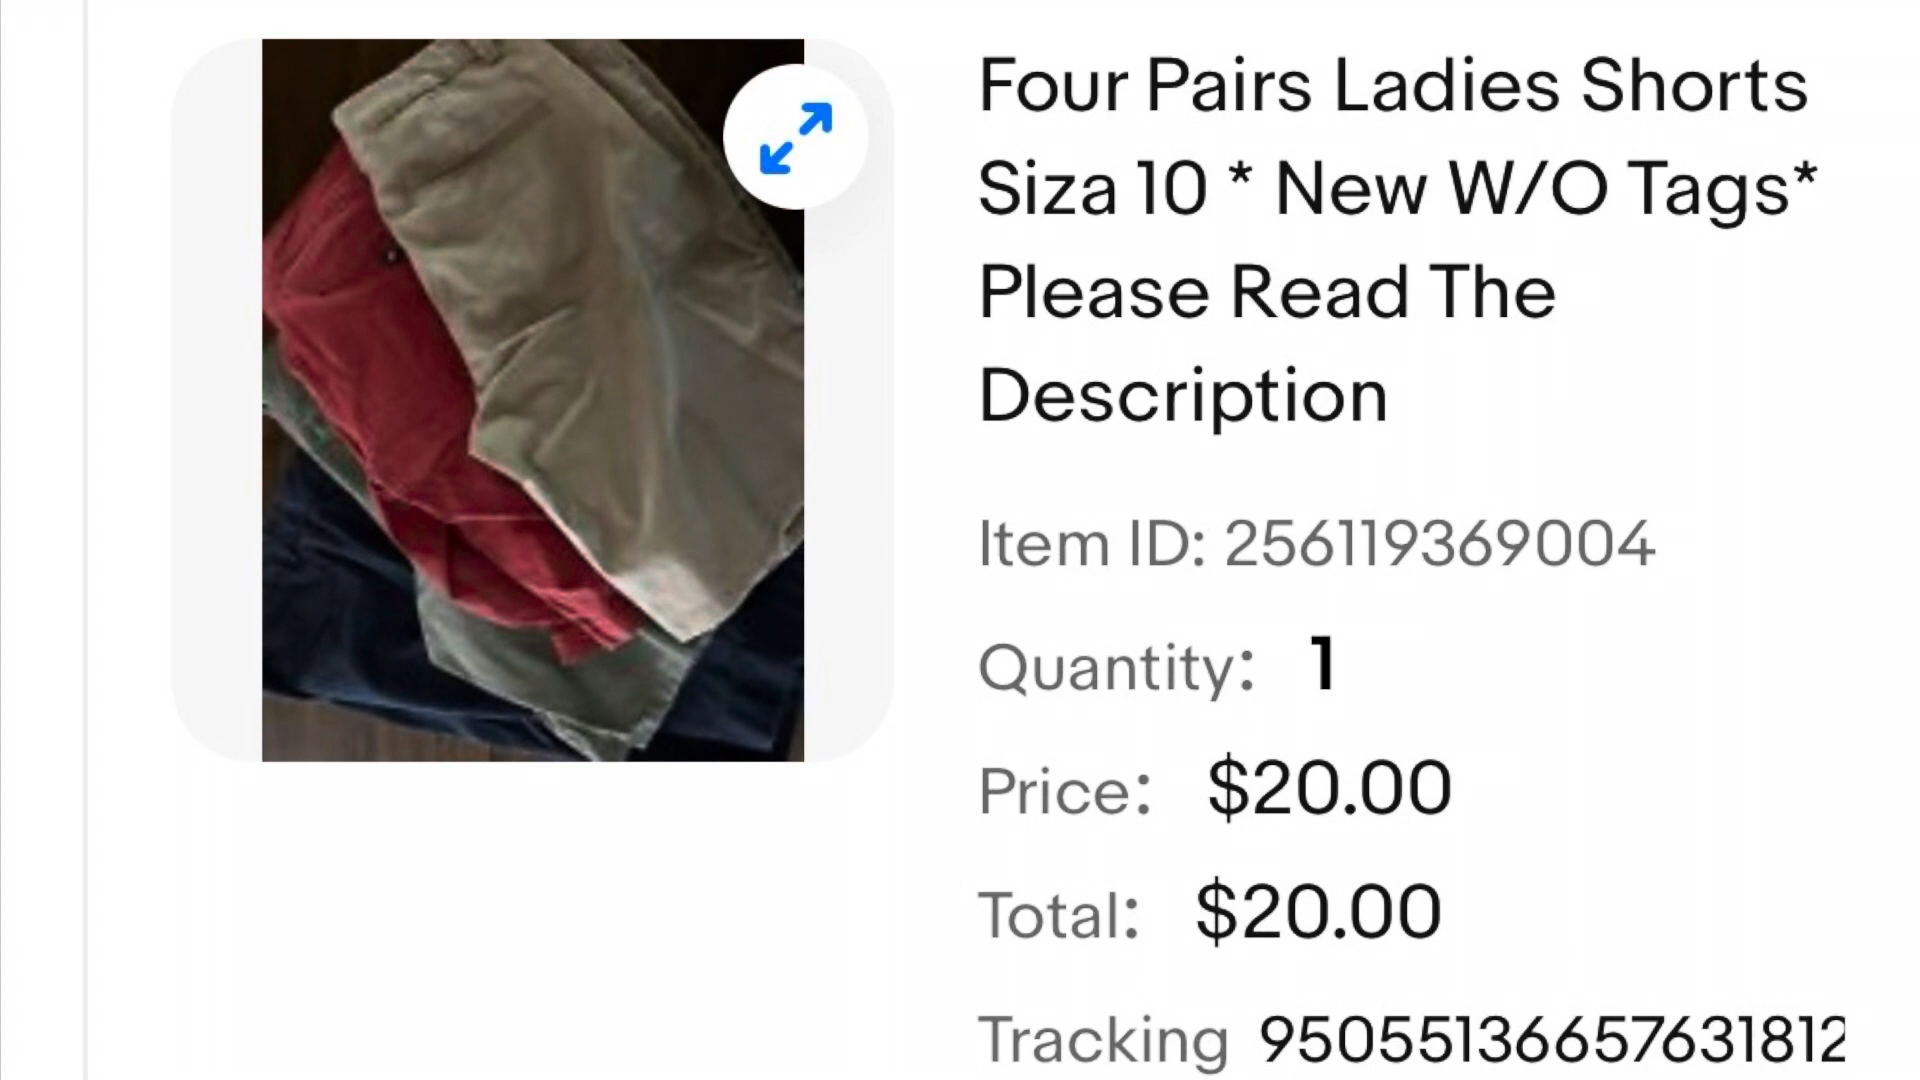 Four Pairs Ladies Shorts
Siza 10 * New W/O Tags*
Please Read The
Description
Item ID: 256119369004
Quantity: 1
Price: $20.00
Total: $20.00
Tracking 95055136657631812